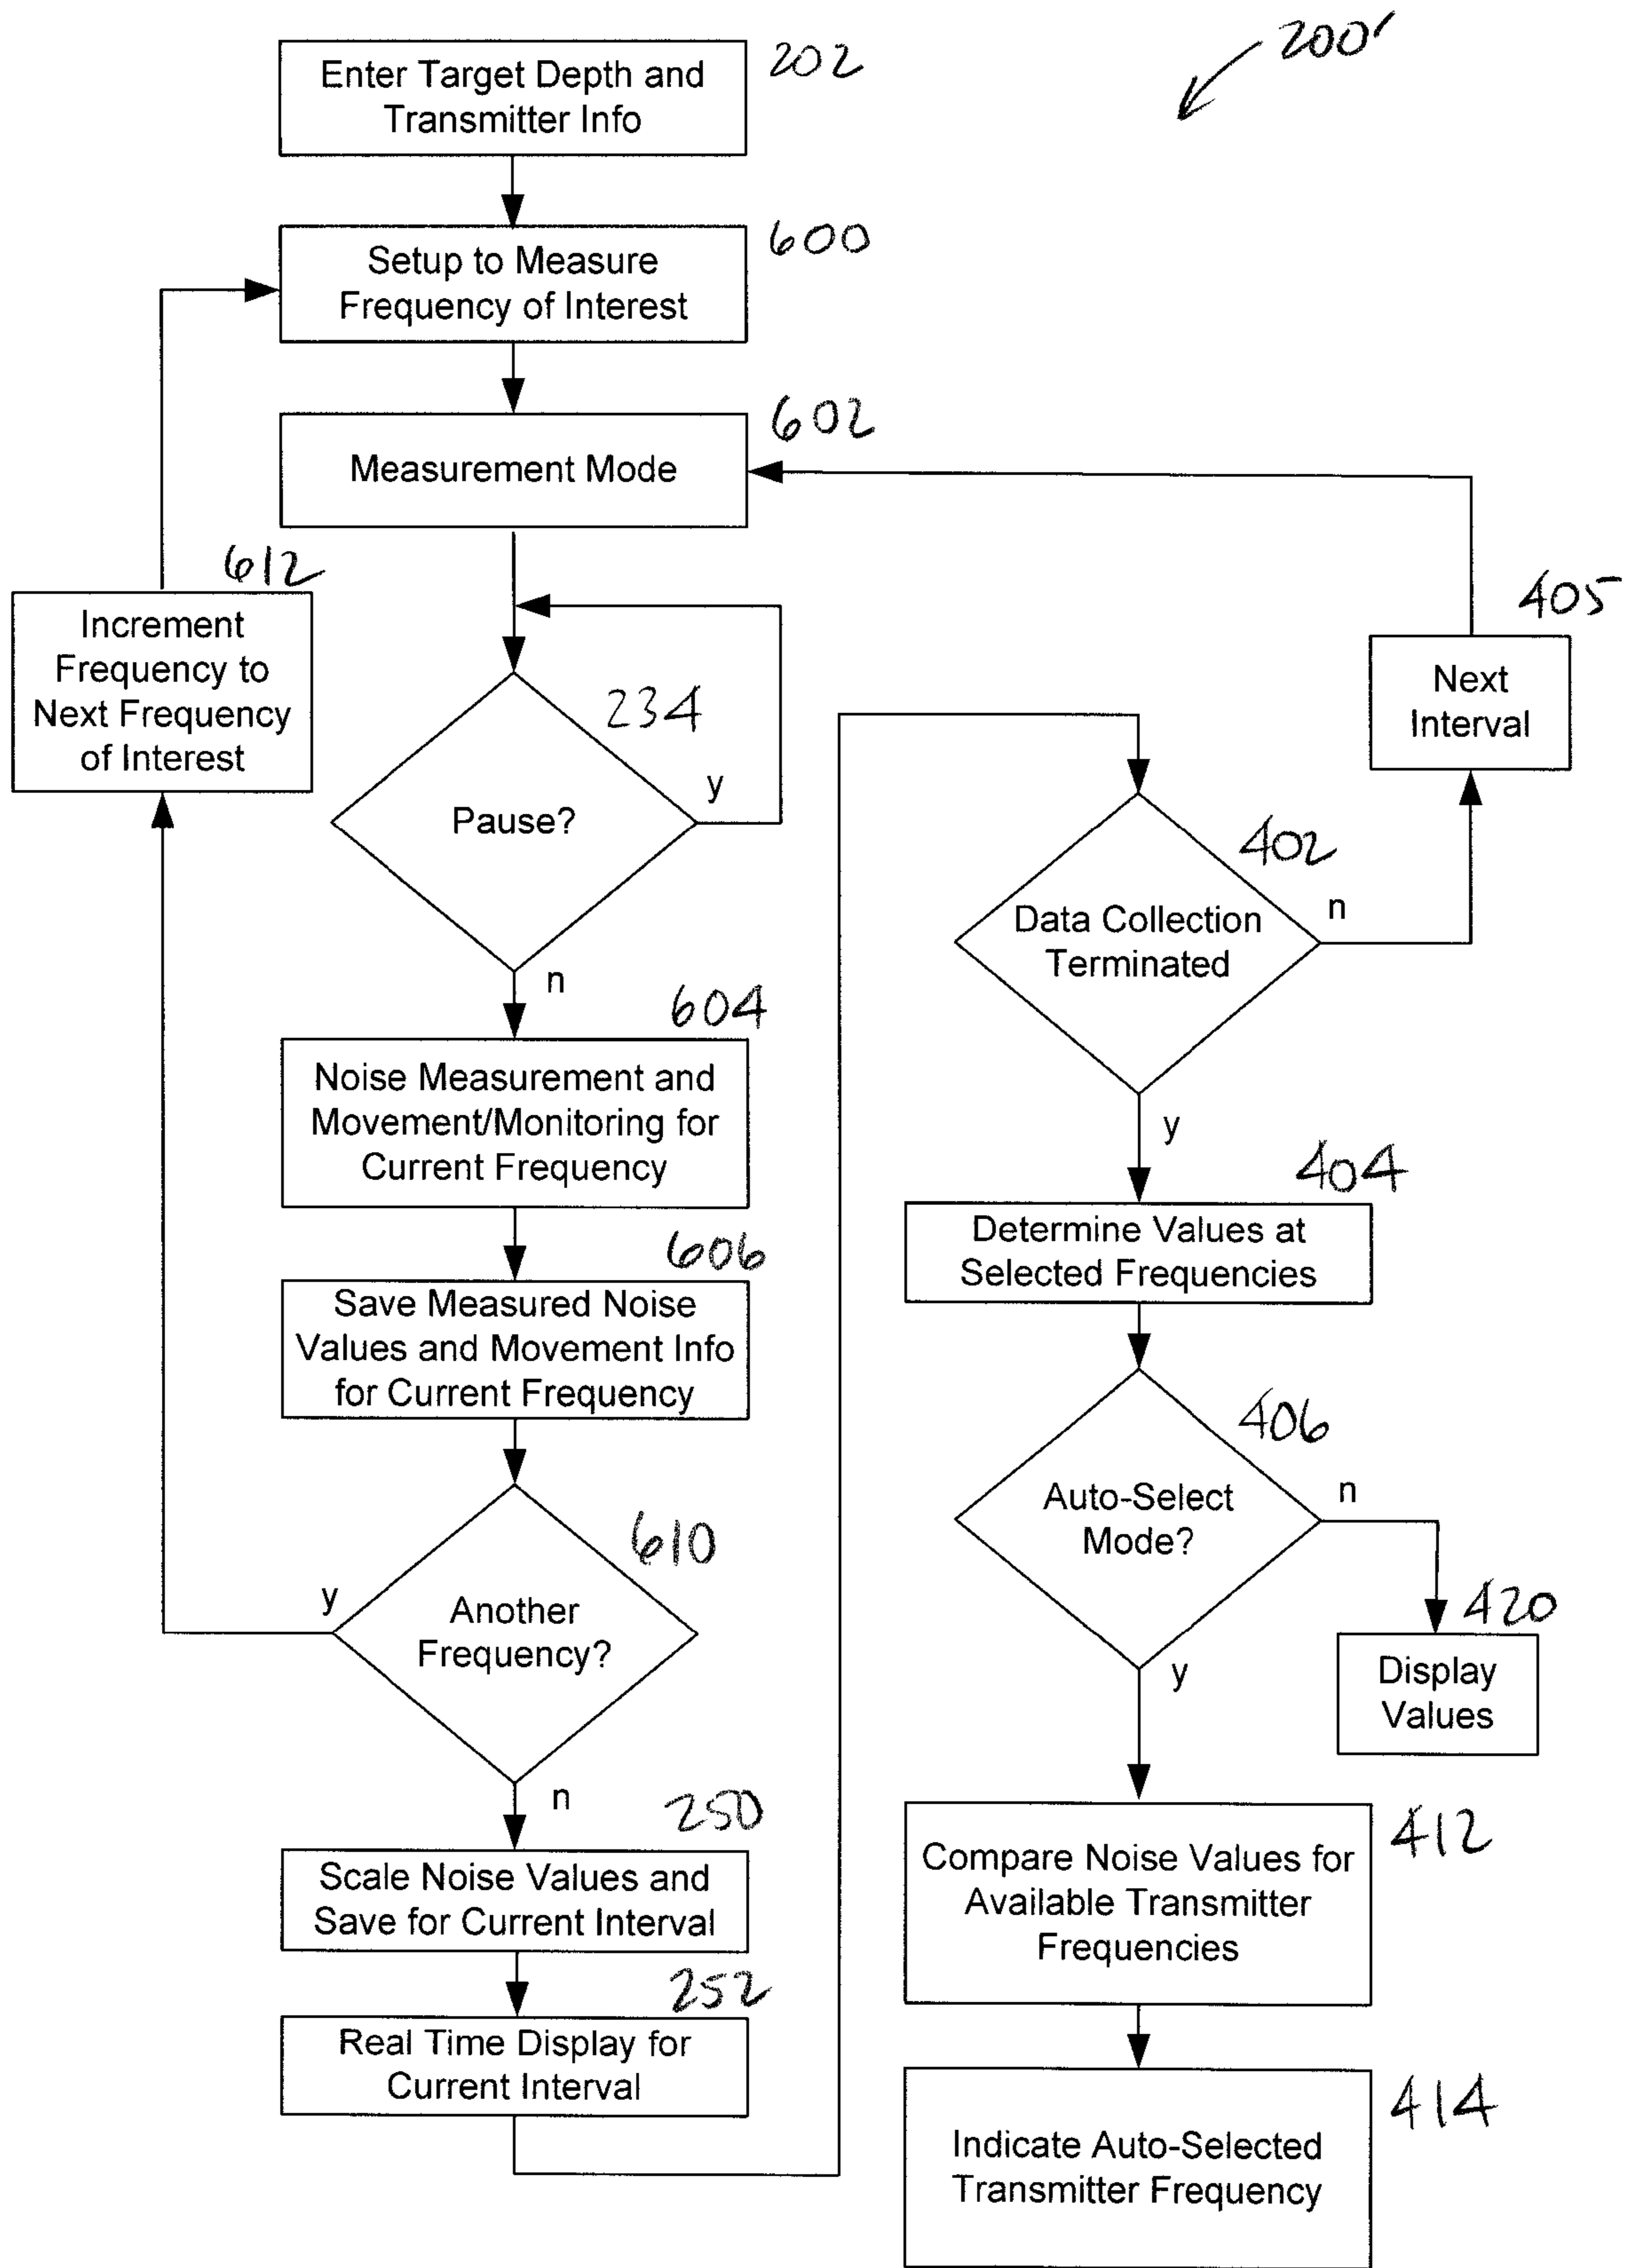 200'
202
Enter Target Depth and
Transmitter Info
600
Setup to Measure
Frequency of Interest
602
Measurement Mode
612
Increment
Frequency to
Next Frequency
of Interest
405
Next
Interval
234
Pause?
y
n
604
Noise Measurement and
Movement/Monitoring for
Current Frequency
606
Save Measured Noise
Values and Movement Info
for Current Frequency
610
Another
Frequency?
y
n
250
Scale Noise Values and
Save for Current Interval
252
Real Time Display for
Current Interval
402
Data Collection
Terminated
n
y
404
Determine Values at
Selected Frequencies
406
Auto-Select
Mode?
n
y
420
Display
Values
412
Compare Noise Values for
Available Transmitter
Frequencies
414
Indicate Auto-Selected
Transmitter Frequency